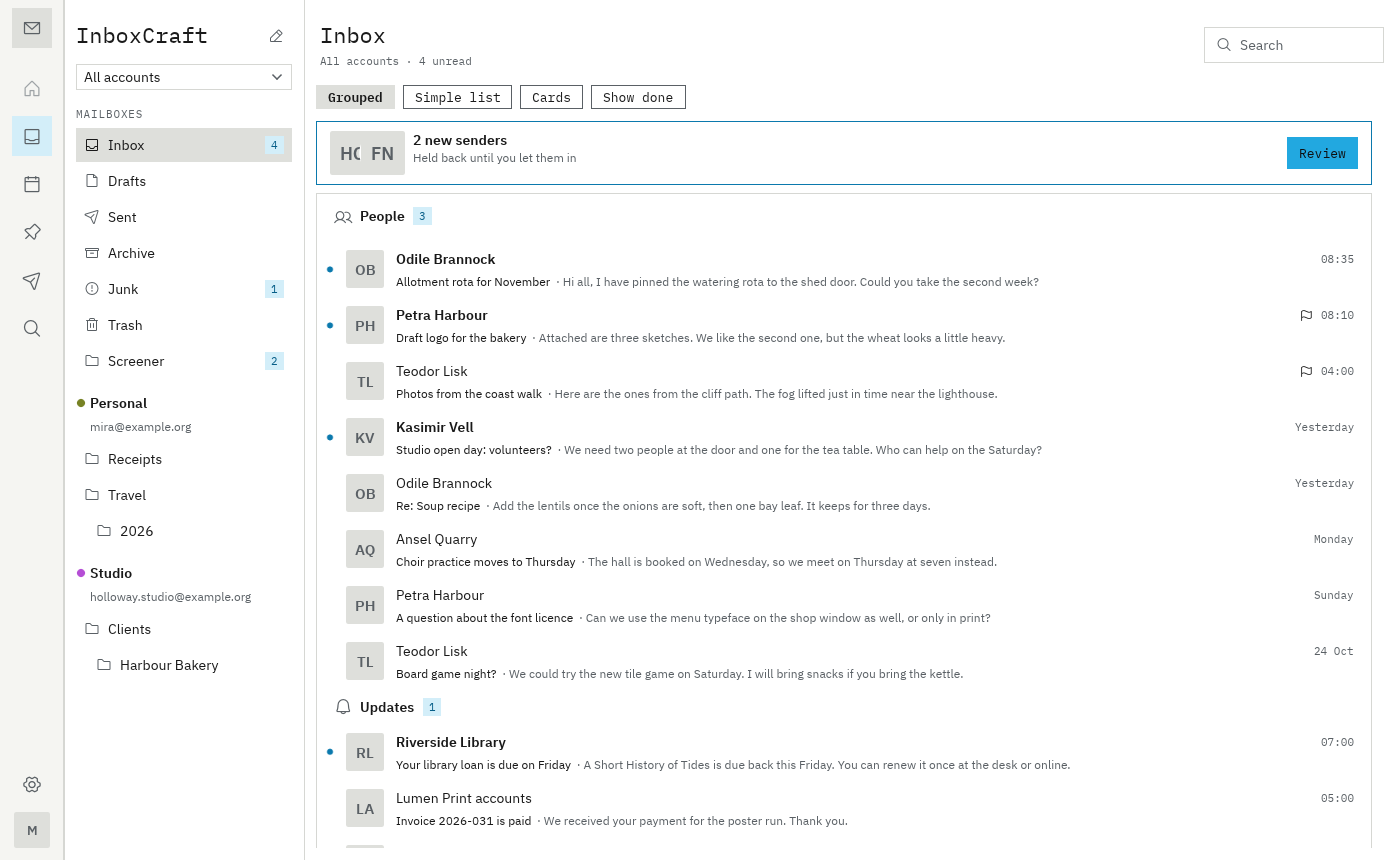 InboxCraft
All accounts
MAILBOXES
Inbox 4
Drafts
Sent
Archive
Junk 1
Trash
Screener 2
Personal
mira@example.org
Receipts
Travel
2026
Studio
holloway.studio@example.org
Clients
Harbour Bakery
M
Inbox
All accounts · 4 unread
Search
Grouped Simple list Cards Show done
FN
2 new senders
Held back until you let them in
Review
People 3
OB
Odile Brannock 08:35
Allotment rota for November · Hi all, I have pinned the watering rota to the shed door. Could you take the second week?
PH
Petra Harbour 08:10
Draft logo for the bakery · Attached are three sketches. We like the second one, but the wheat looks a little heavy.
TL
Teodor Lisk 04:00
Photos from the coast walk · Here are the ones from the cliff path. The fog lifted just in time near the lighthouse.
KV
Kasimir Vell Yesterday
Studio open day: volunteers? · We need two people at the door and one for the tea table. Who can help on the Saturday?
OB
Odile Brannock Yesterday
Re: Soup recipe · Add the lentils once the onions are soft, then one bay leaf. It keeps for three days.
AQ
Ansel Quarry Monday
Choir practice moves to Thursday · The hall is booked on Wednesday, so we meet on Thursday at seven instead.
PH
Petra Harbour Sunday
A question about the font licence · Can we use the menu typeface on the shop window as well, or only in print?
TL
Teodor Lisk 24 Oct
Board game night? · We could try the new tile game on Saturday. I will bring snacks if you bring the kettle.
Updates 1
RL
Riverside Library 07:00
Your library loan is due on Friday · A Short History of Tides is due back this Friday. You can renew it once at the desk or online.
LA
Lumen Print accounts 05:00
Invoice 2026-031 is paid · We received your payment for the poster run. Thank you.